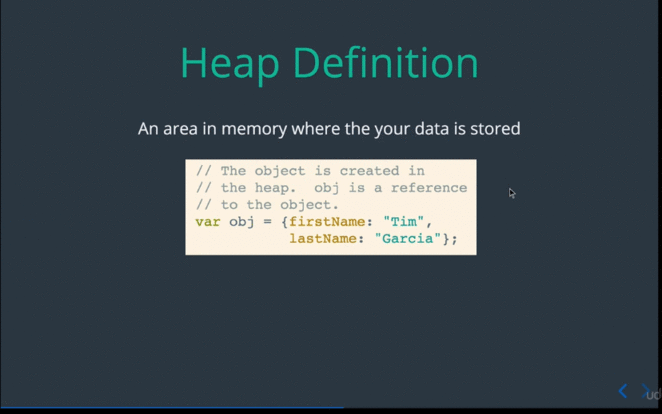 Heap Definition
An area in memory where the your data is stored
// The object is created in
// the heap.  obj is a reference
// to the object.
var obj = {firstName: "Tim",
lastName: "Garcia"};